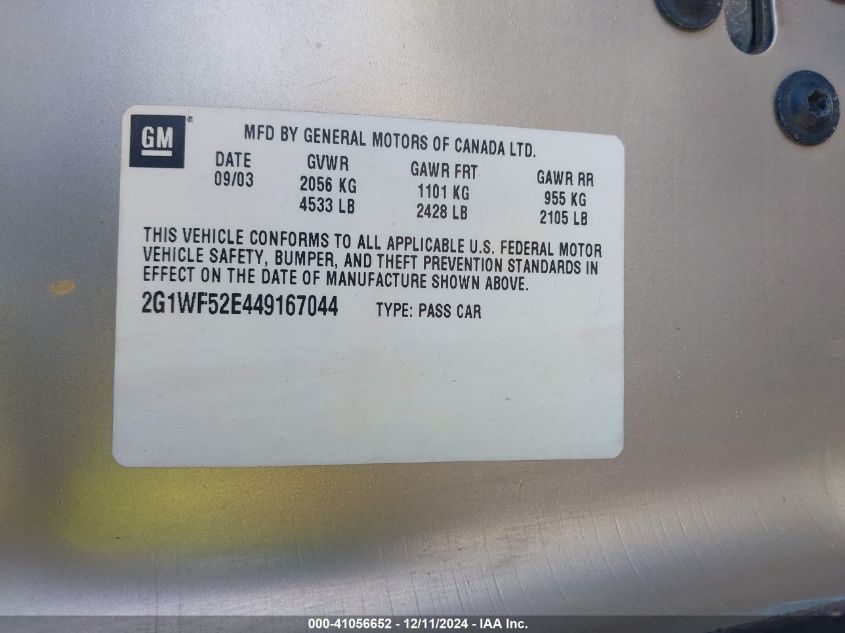 GM ®
MFD BY GENERAL MOTORS OF CANADA LTD.
DATE GVWR GAWR FRT GAWR RR
09/03 2056 KG 1101 KG 955 KG
4533 LB 2428 LB 2105 LB
THIS VEHICLE CONFORMS TO ALL APPLICABLE U.S. FEDERAL MOTOR
VEHICLE SAFETY, BUMPER, AND THEFT PREVENTION STANDARDS IN
EFFECT ON THE DATE OF MANUFACTURE SHOWN ABOVE.
2G1WF52E449167044 TYPE: PASS CAR
000-41056652 - 12/11/2024 - IAA Inc.